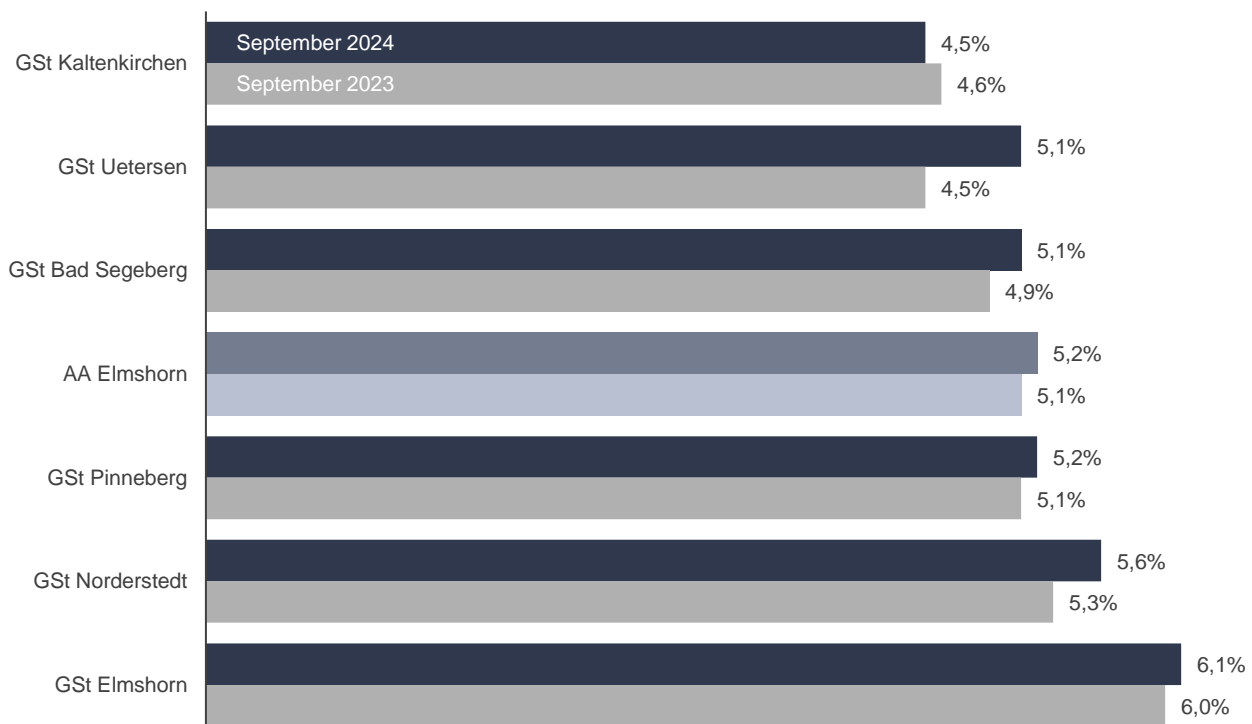 GSt Kaltenkirchen
September 2024
4,5%
September 2023
4,6%
GSt Uetersen
5,1%
4,5%
GSt Bad Segeberg
5,1%
4,9%
AA Elmshorn
5,2%
5,1%
GSt Pinneberg
5,2%
5,1%
GSt Norderstedt
5,6%
5,3%
GSt Elmshorn
6,1%
6,0%